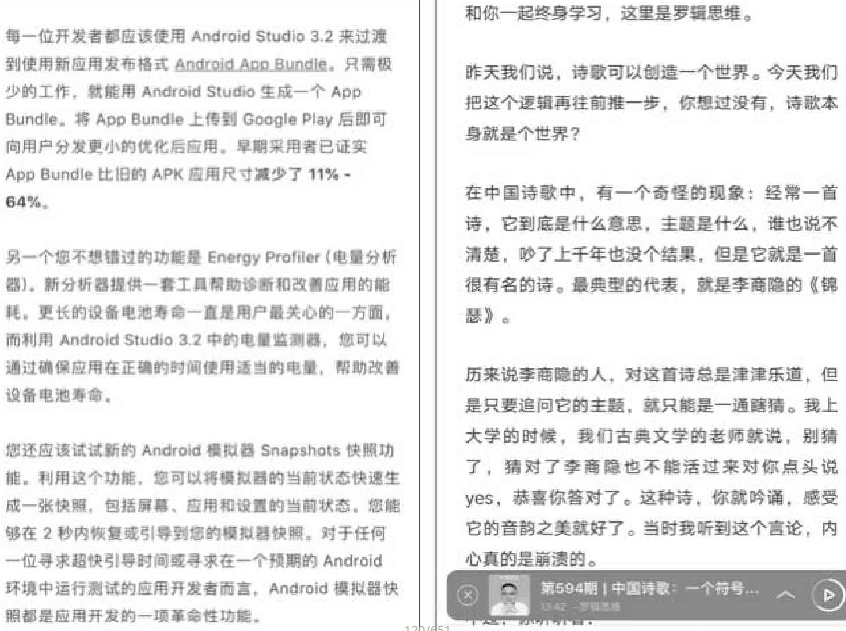 每一位开发者都应该使用 Android Studio 3.2 来过渡
到使用新应用发布格式 Android App Bundle。只需极
少的工作，就能用 Android Studio 生成一个 App
Bundle。将 App Bundle 上传到 Google Play 后即可
向用户分发更小的优化后应用。早期采用者已证实
App Bundle 比旧的 APK 应用尺寸减少了 11% -
64%。
另一个您不想错过的功能是 Energy Profiler (电量分析
器)。新分析器提供一套工具帮助诊断和改善应用的能
耗。更长的设备电池寿命一直是用户最关心的一方面，
而利用 Android Studio 3.2 中的电量监测器，您可以
通过确保应用在正确的时间使用适当的电量，帮助改善
设备电池寿命。
您还应该试试新的 Android 模拟器 Snapshots 快照功
能。利用这个功能，您可以将模拟器的当前状态快速生
成一张快照，包括屏幕、应用和设置的当前状态。您能
够在 2 秒内恢复或引导到您的模拟器快照。对于任何
一位寻求超快引导时间或寻求在一个预期的 Android
环境中运行测试的应用开发者而言，Android 模拟器快
照都是应用开发的一项革命性功能。
和你一起终身学习，这里是罗辑思维。
昨天我们说，诗歌可以创造一个世界。今天我们
把这个逻辑再往前推一步，你想过没有，诗歌本
身就是个世界？
在中国诗歌中，有一个奇怪的现象：经常一首
诗，它到底是什么意思，主题是什么，谁也说不
清楚，吵了上千年也没个结果，但是它就是一首
很有名的诗。最典型的代表，就是李商隐的《锦
瑟》。
历来说李商隐的人，对这首诗总是津津乐道，但
是只要追问它的主题，就只能是一通瞎猜。我上
大学的时候，我们古典文学的老师就说，别猜
了，猜对了李商隐也不能活过来对你点头说
yes，恭喜你答对了。这种诗，你就吟诵，感受
它的音韵之美就好了。当时我听到这个言论，内
心真的是崩溃的。
第594期 | 中国诗歌：一个符号...
13:42 --罗辑思维
120/651